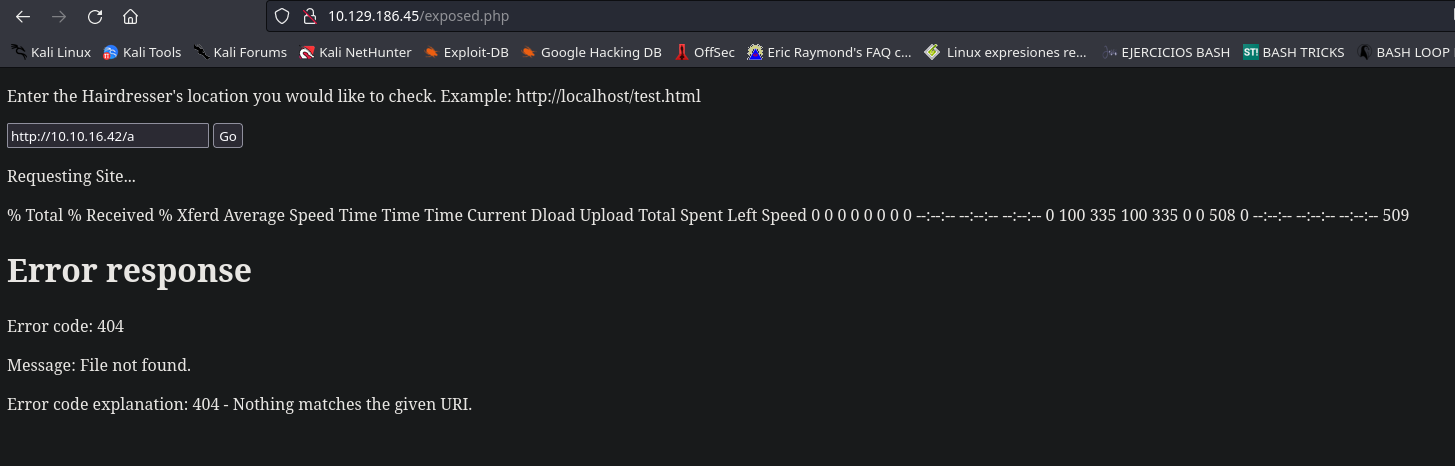 10.129.186.45/exposed.php
Kali Linux Kali Tools Kali Forums Kali NetHunter Exploit-DB Google Hacking DB OffSec Eric Raymond's FAQ c... Linux expresiones re... EJERCICIOS BASH ST! BASH TRICKS BASH LOOP
Enter the Hairdresser's location you would like to check. Example: http://localhost/test.html
http://10.10.16.42/a Go
Requesting Site...
% Total % Received % Xferd Average Speed Time Time Time Current Dload Upload Total Spent Left Speed 0 0 0 0 0 0 0 0 --:--:-- --:--:-- --:--:-- 0 100 335 100 335 0 0 508 0 --:--:-- --:--:-- --:--:-- 509
Error response
Error code: 404
Message: File not found.
Error code explanation: 404 - Nothing matches the given URI.